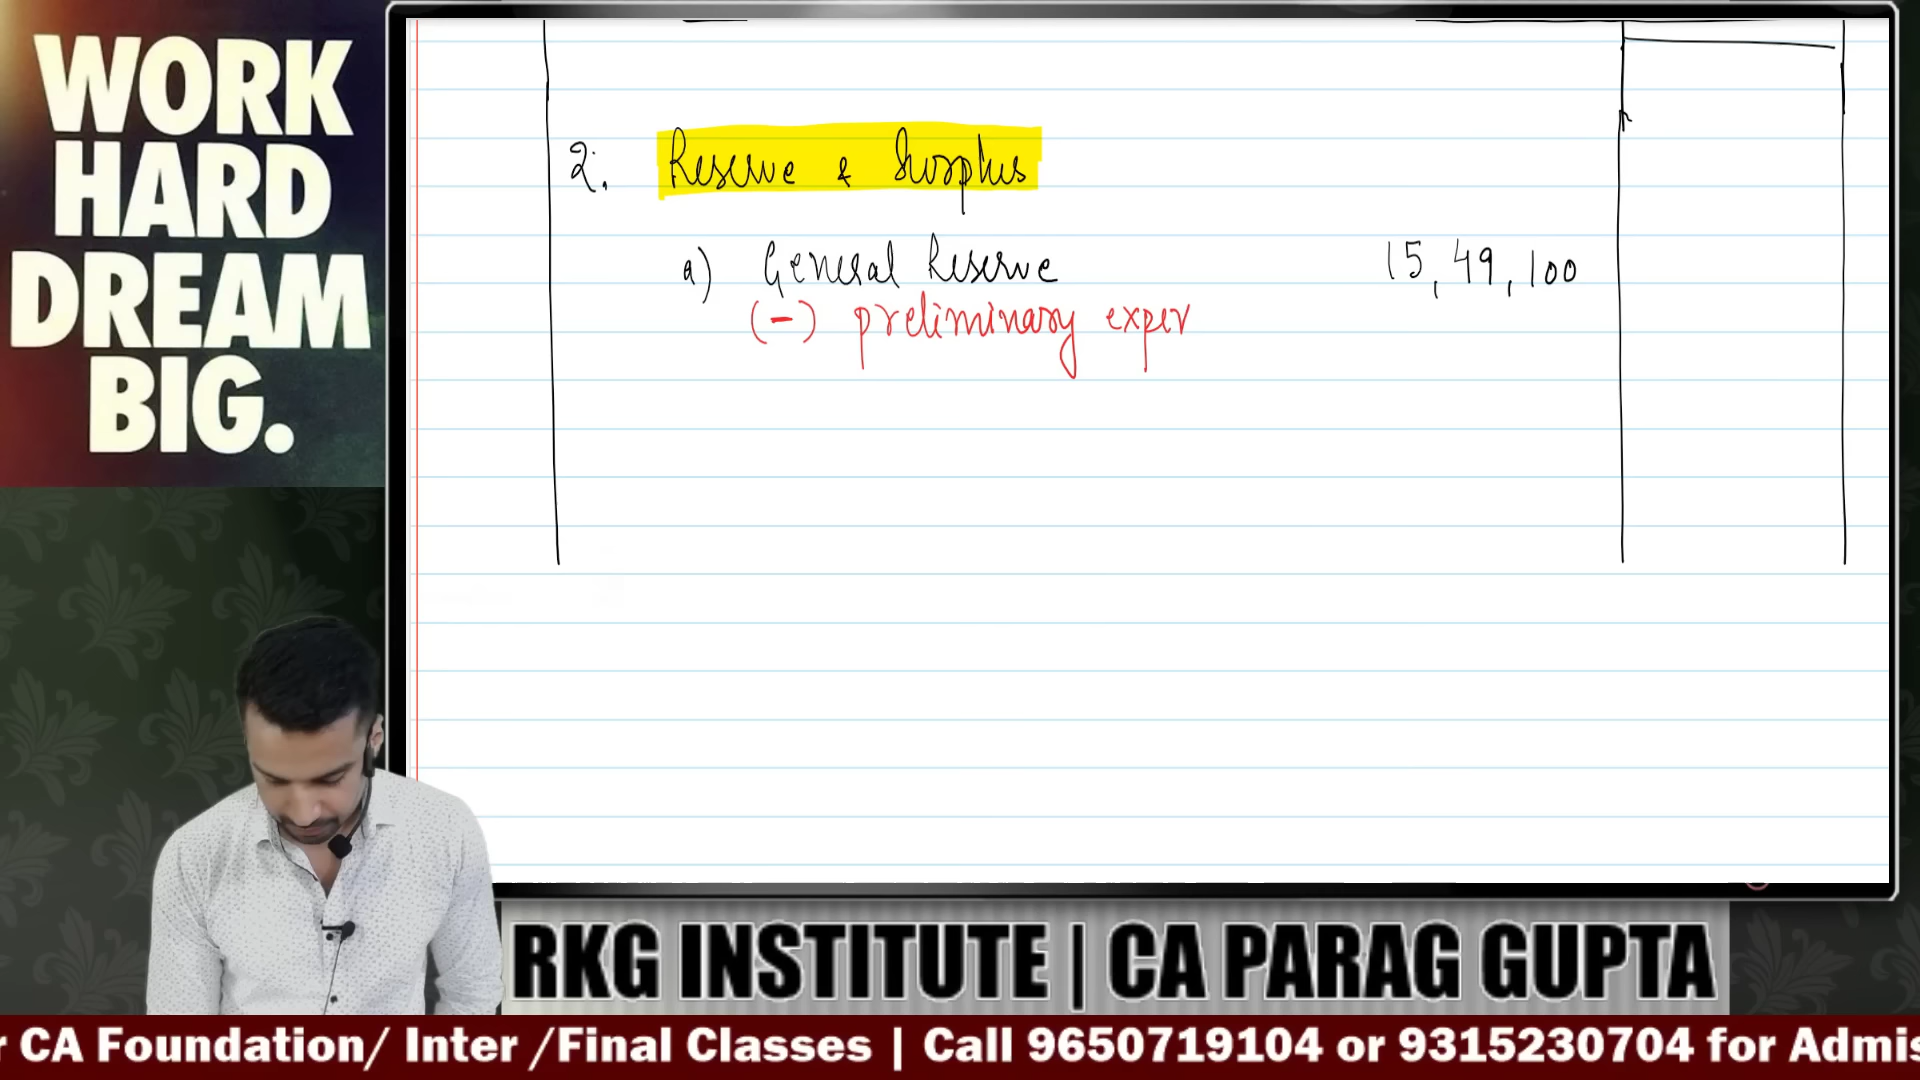 WORK
HARD
DREAM
BIG.
2. Reserve & Surplus
a) General Reserve 15,49,100
(-) preliminary exper
RKG INSTITUTE | CA PARAG GUPTA
r CA Foundation/ Inter /Final Classes | Call 9650719104 or 9315230704 for Admis